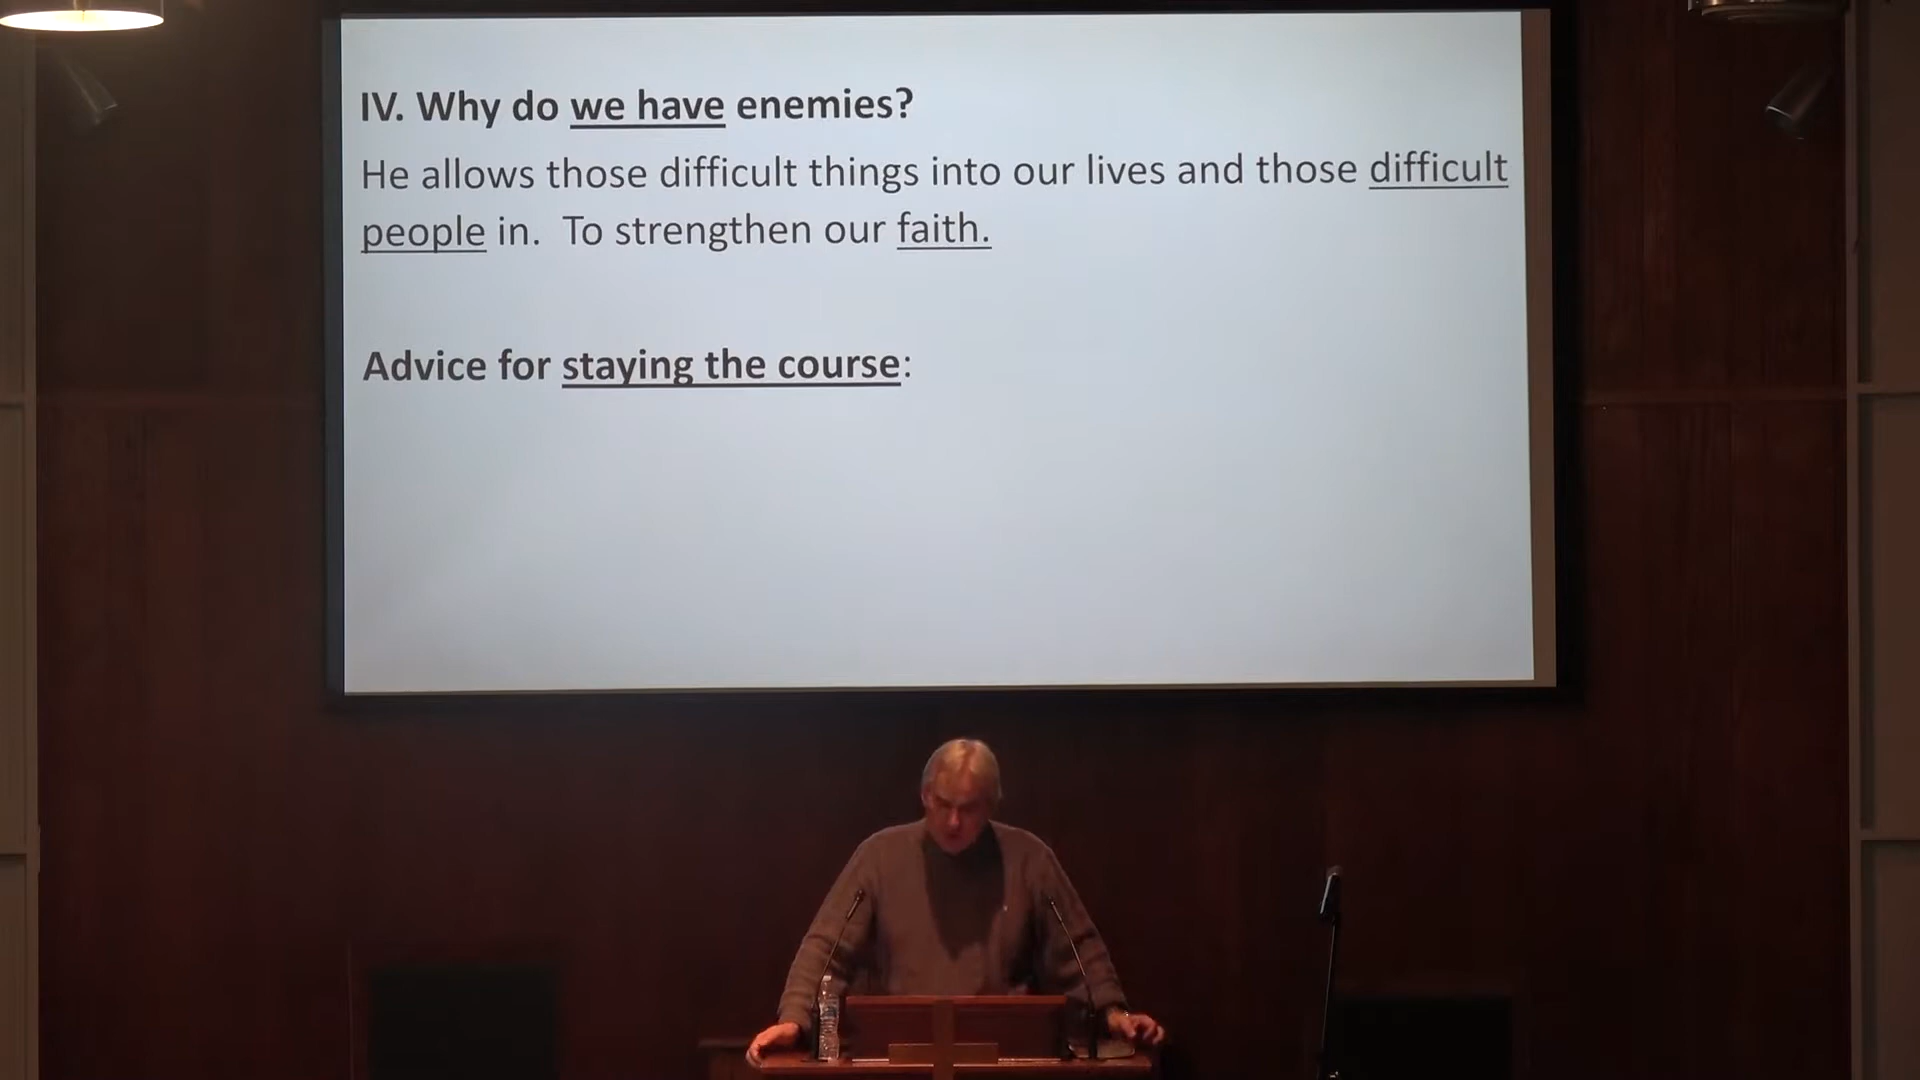 IV. Why do we have enemies?
He allows those difficult things into our lives and those difficult
people in.  To strengthen our faith.
Advice for staying the course: